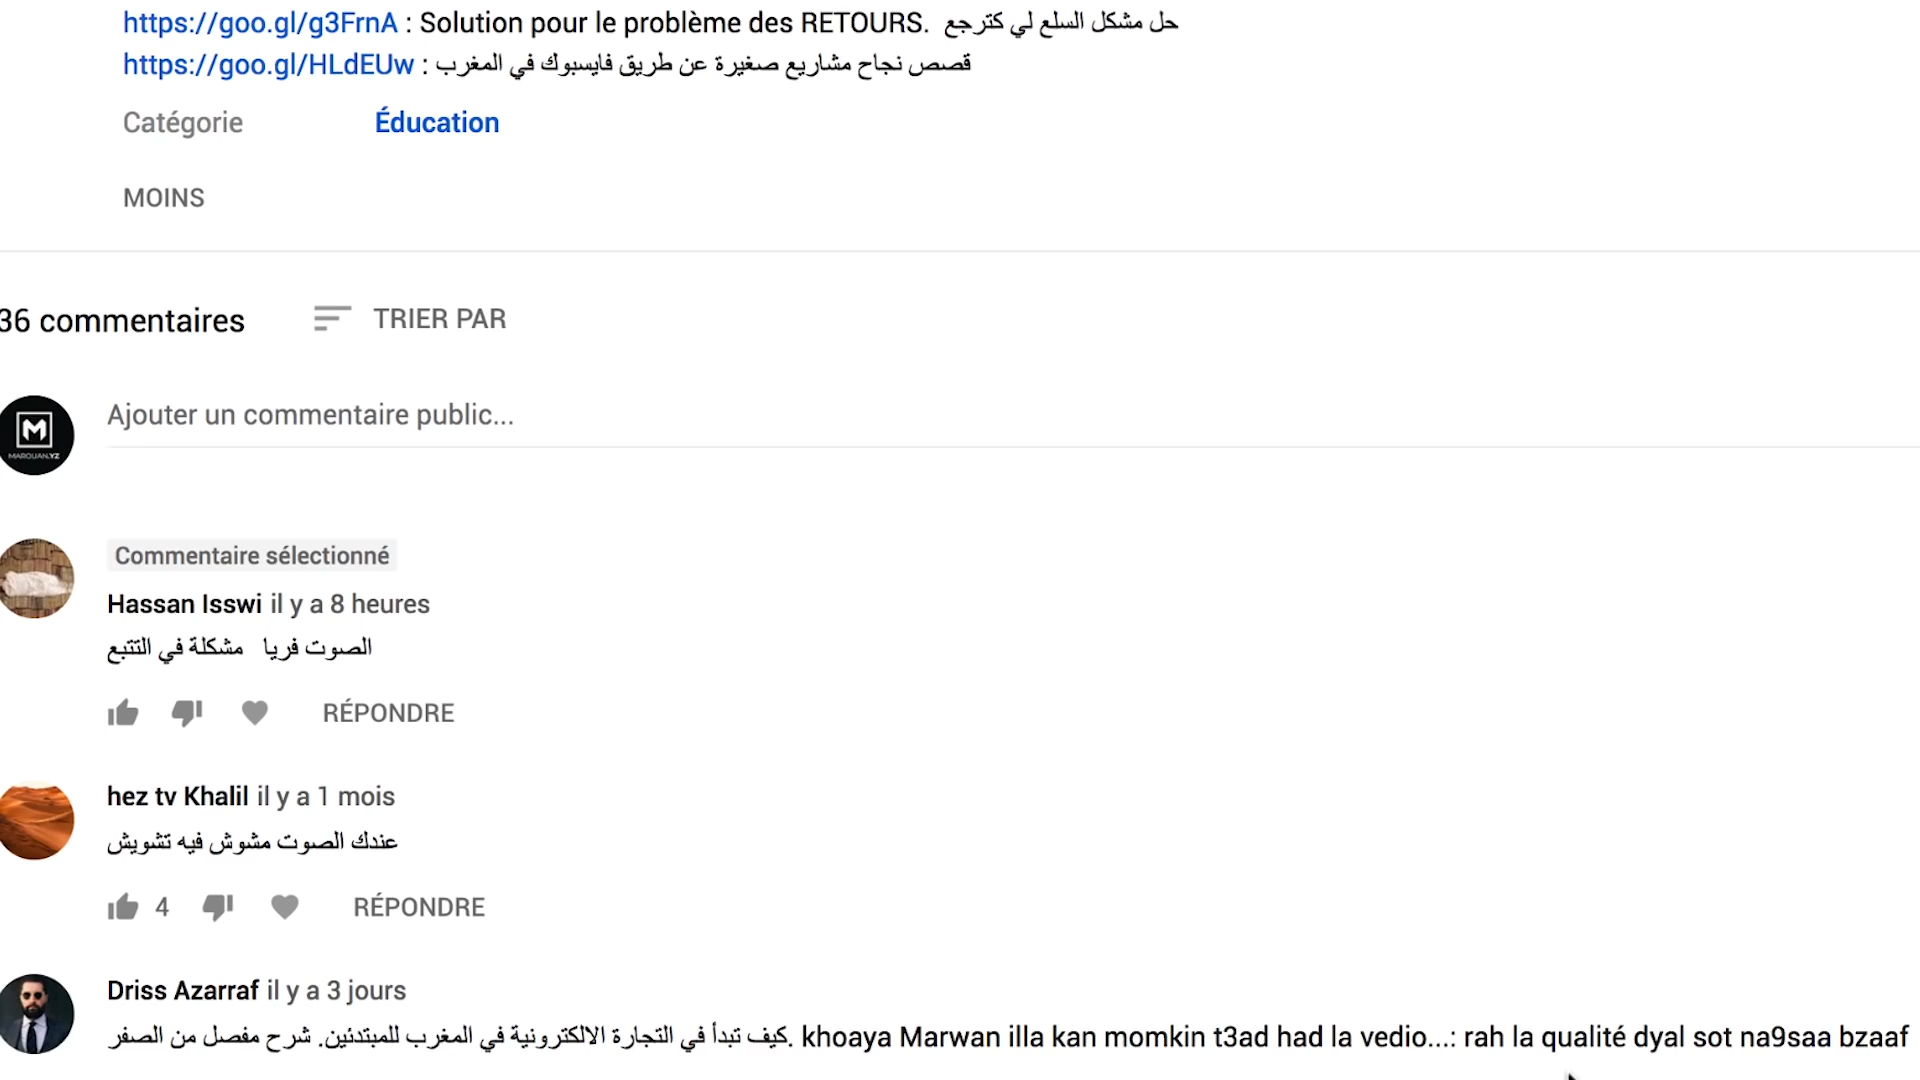 https://goo.gl/g3FrnA : Solution pour le problème des RETOURS. حل مشكل السلع لي كترجع
https://goo.gl/HLdEUw : قصص نجاح مشاريع صغيرة عن طريق فايسبوك في المغرب
Catégorie Éducation
MOINS
36 commentaires TRIER PAR
M
MAROUAN.YZ
Ajouter un commentaire public...
Commentaire sélectionné
Hassan Isswi il y a 8 heures
الصوت فريا مشكلة في التتبع
RÉPONDRE
hez tv Khalil il y a 1 mois
عندك الصوت مشوش فيه تشويش
4 RÉPONDRE
Driss Azarraf il y a 3 jours
كيف تبدأ في التجارة الالكترونية في المغرب للمبتدئين. شرح مفصل من الصفر. khoaya Marwan illa kan momkin t3ad had la vedio...: rah la qualité dyal sot na9saa bzaaf